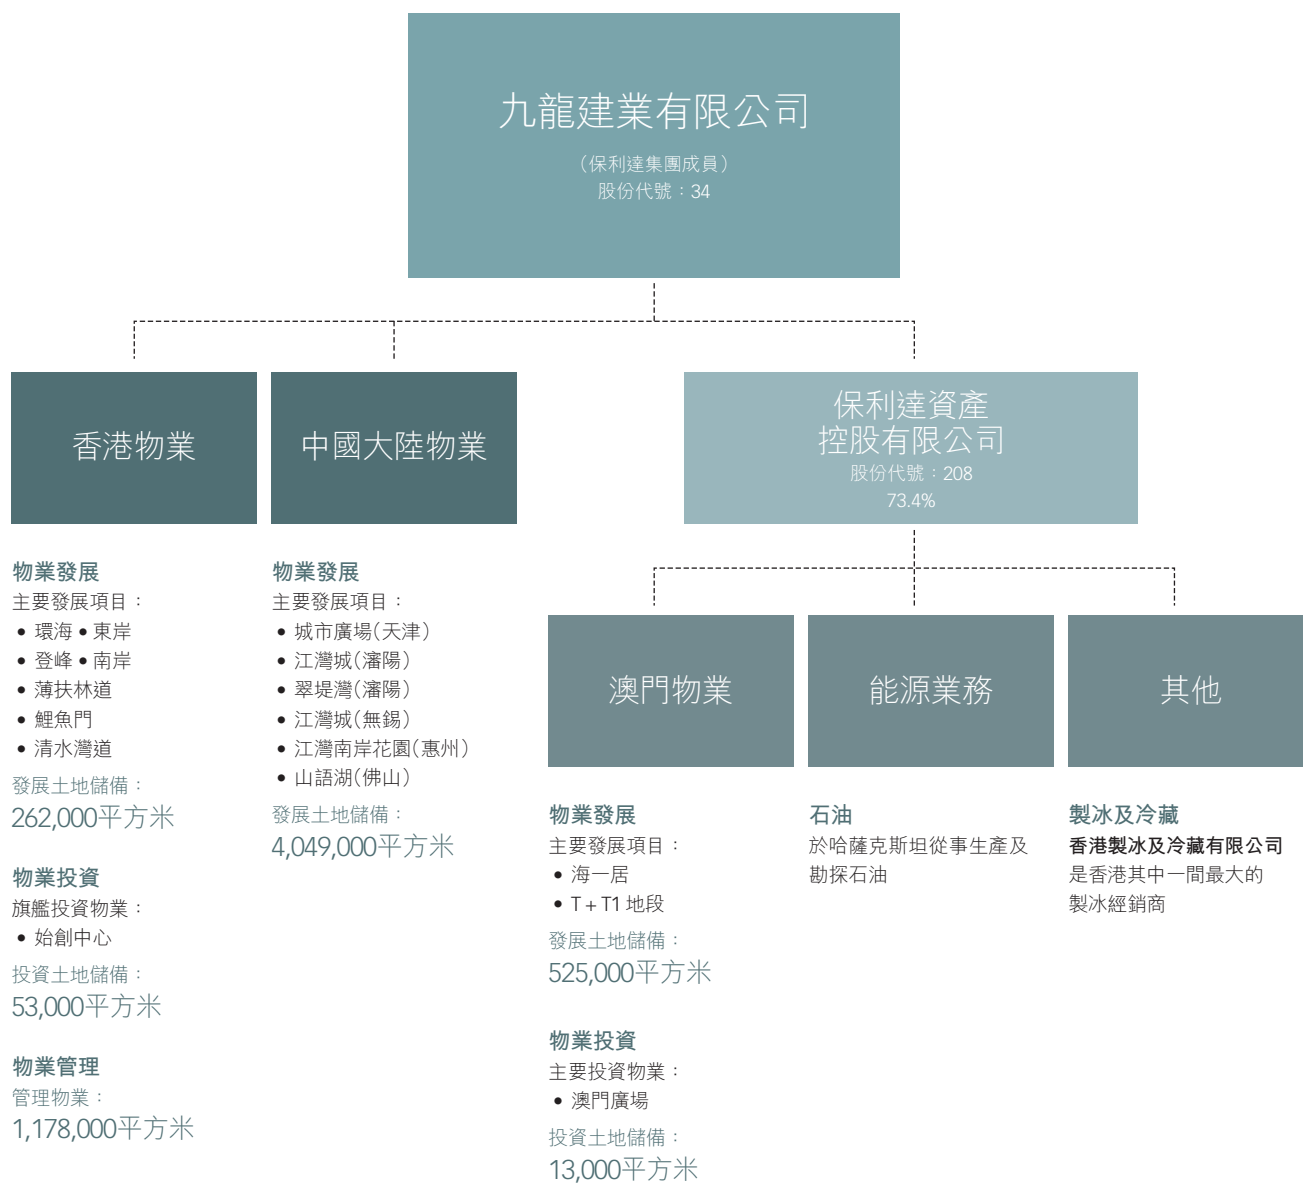 九龍建業有限公司
（保利達集團成員）
股份代號：34
香港物業
中國大陸物業
保利達資產
控股有限公司
股份代號：208
73.4%
物業發展
主要發展項目：
• 環海 • 東岸
• 登峰 • 南岸
• 薄扶林道
• 鯉魚門
• 清水灣道
發展土地儲備：
262,000平方米
物業投資
旗艦投資物業：
• 始創中心
投資土地儲備：
53,000平方米
物業管理
管理物業：
1,178,000平方米
物業發展
主要發展項目：
• 城市廣場（天津）
• 江灣城（瀋陽）
• 翠堤灣（瀋陽）
• 江灣城（無錫）
• 江灣南岸花園（惠州）
• 山語湖（佛山）
發展土地儲備：
4,049,000平方米
澳門物業
能源業務
其他
物業發展
主要發展項目：
• 海一居
• T + T1 地段
發展土地儲備：
525,000平方米
物業投資
主要投資物業：
• 澳門廣場
投資土地儲備：
13,000平方米
石油
於哈薩克斯坦從事生產及
勘探石油
製冰及冷藏
香港製冰及冷藏有限公司
是香港其中一間最大的
製冰經銷商